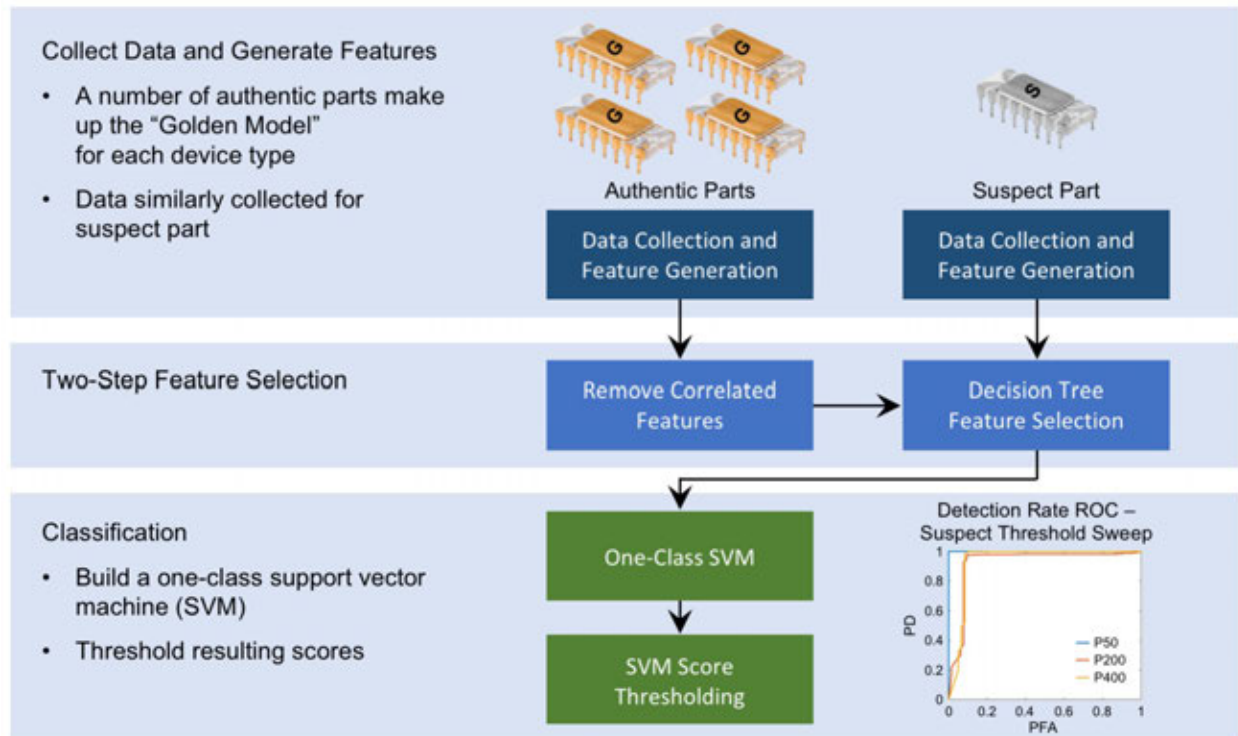 Collect Data and Generate Features
• A number of authentic parts make
up the “Golden Model”
for each device type
• Data similarly collected for
suspect part
G
G
G
G
S
Authentic Parts
Suspect Part
Data Collection and
Feature Generation
Data Collection and
Feature Generation
Two-Step Feature Selection
Remove Correlated
Features
Decision Tree
Feature Selection
Classification
• Build a one-class support vector
machine (SVM)
• Threshold resulting scores
One-Class SVM
SVM Score
Thresholding
Detection Rate ROC –
Suspect Threshold Sweep
1
0.8
0.6
0.4
0.2
0
PD
P50
P200
P400
0.2 0.4 0.6 0.8 1
PFA